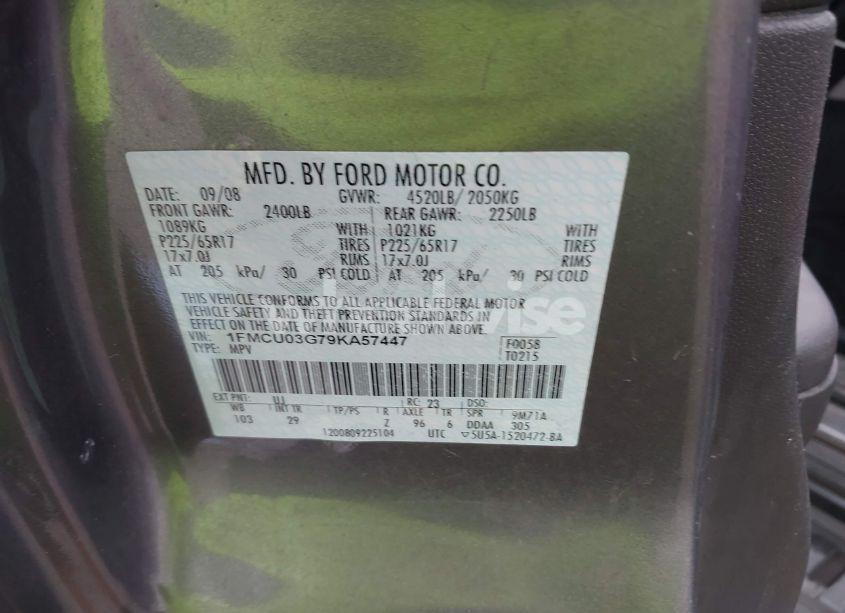 MFD. BY FORD MOTOR CO.
DATE: 09/08 GVWR: 4520LB/ 2050KG
FRONT GAWR: 2400LB REAR GAWR: 2250LB
1089KG WITH 1021KG WITH
P225/65R17 TIRES P225/65R17 TIRES
17x7.0J RIMS 17x7.0J RIMS
AT 205 kPa/ 30 PSI COLD AT 205 kPa/ 30 PSI COLD
THIS VEHICLE CONFORMS TO ALL APPLICABLE FEDERAL MOTOR
VEHICLE SAFETY AND THEFT PREVENTION STANDARDS IN
EFFECT ON THE DATE OF MANUFACTURE SHOWN ABOVE.
VIN: 1FMCU03G79KA57447 F0058
TYPE: MPV T0215
EXT PNT: UJ RC: 23 DSO:
WB INT TR TP/PS R AXLE TR SPR 9M71A
103 29 Z 96 6 DDAA 305
1200809225104 UTC ▽5U5A-1520472-BA